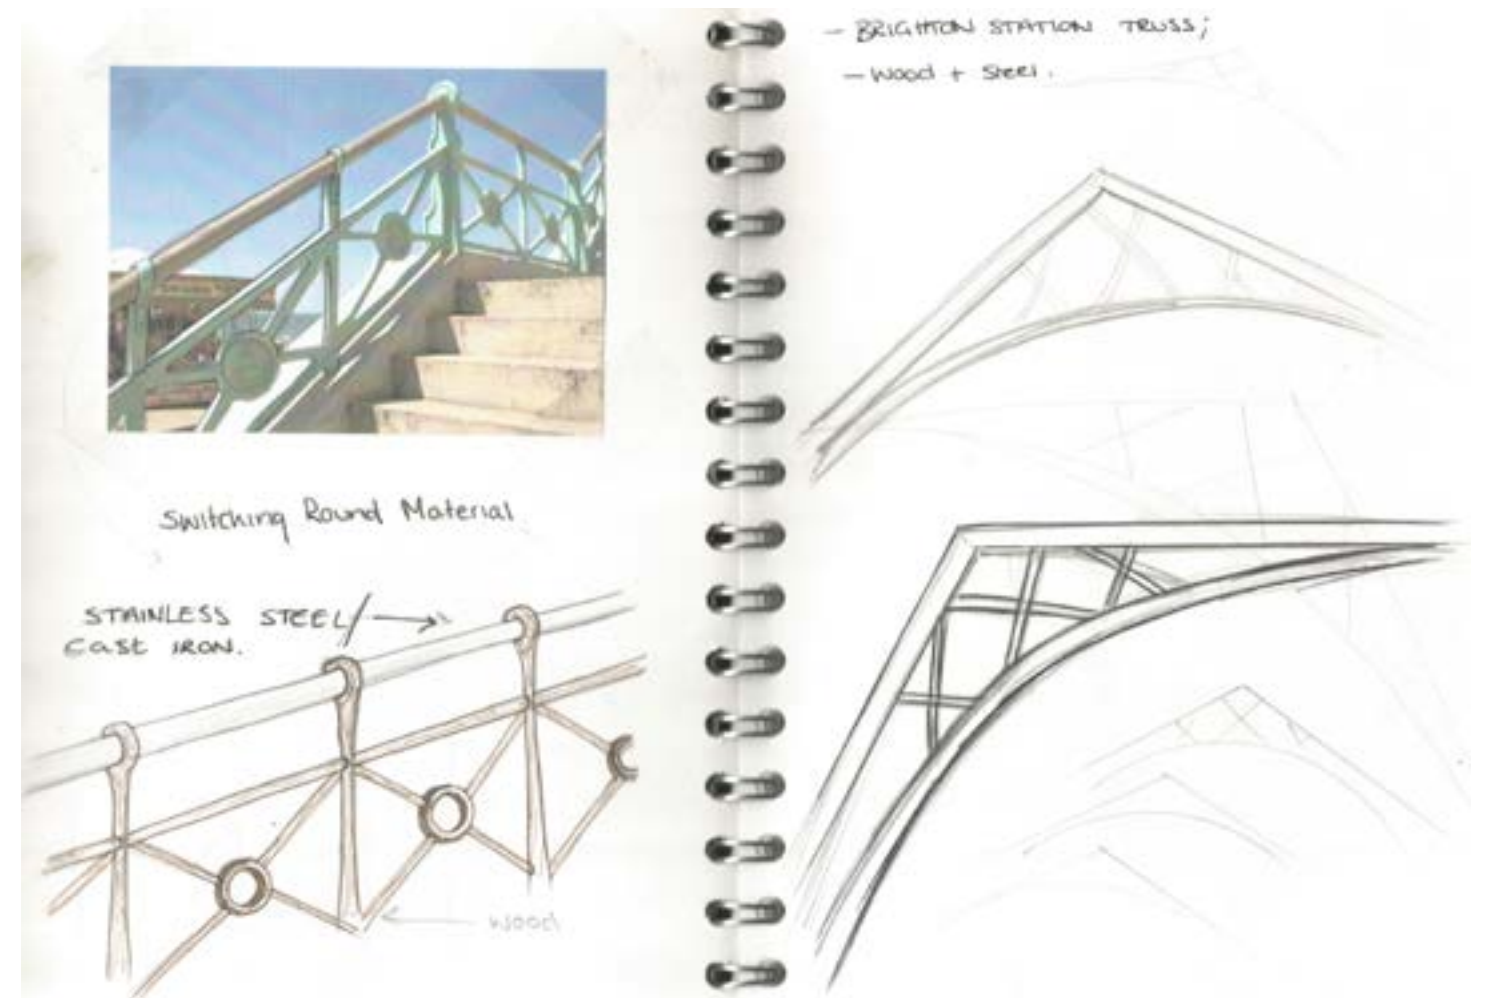 Switching Round Material
STAINLESS STEEL/ →
Cast IRON.
wood
- BRIGHTON STATION TRUSS;
- Wood + Steel.